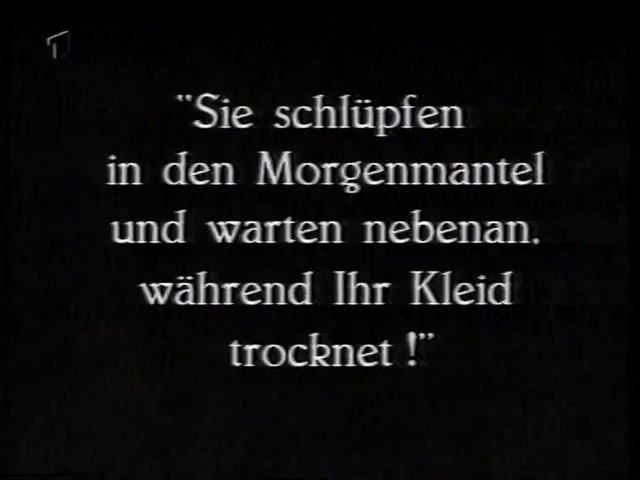 "Sie schlüpfen
in den Morgenmantel
und warten nebenan,
während Ihr Kleid
trocknet!"